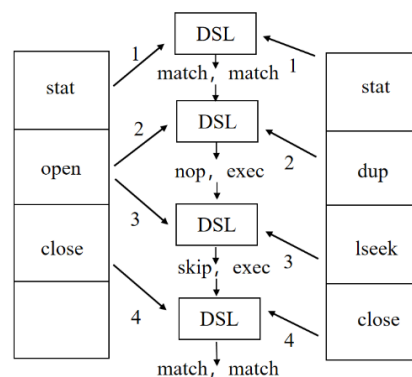 DSL
1
1
match, match
stat
stat
DSL
2
2
open
nop, exec
dup
3
DSL
close
3
lseek
skip, exec
4
DSL
4
close
match, match